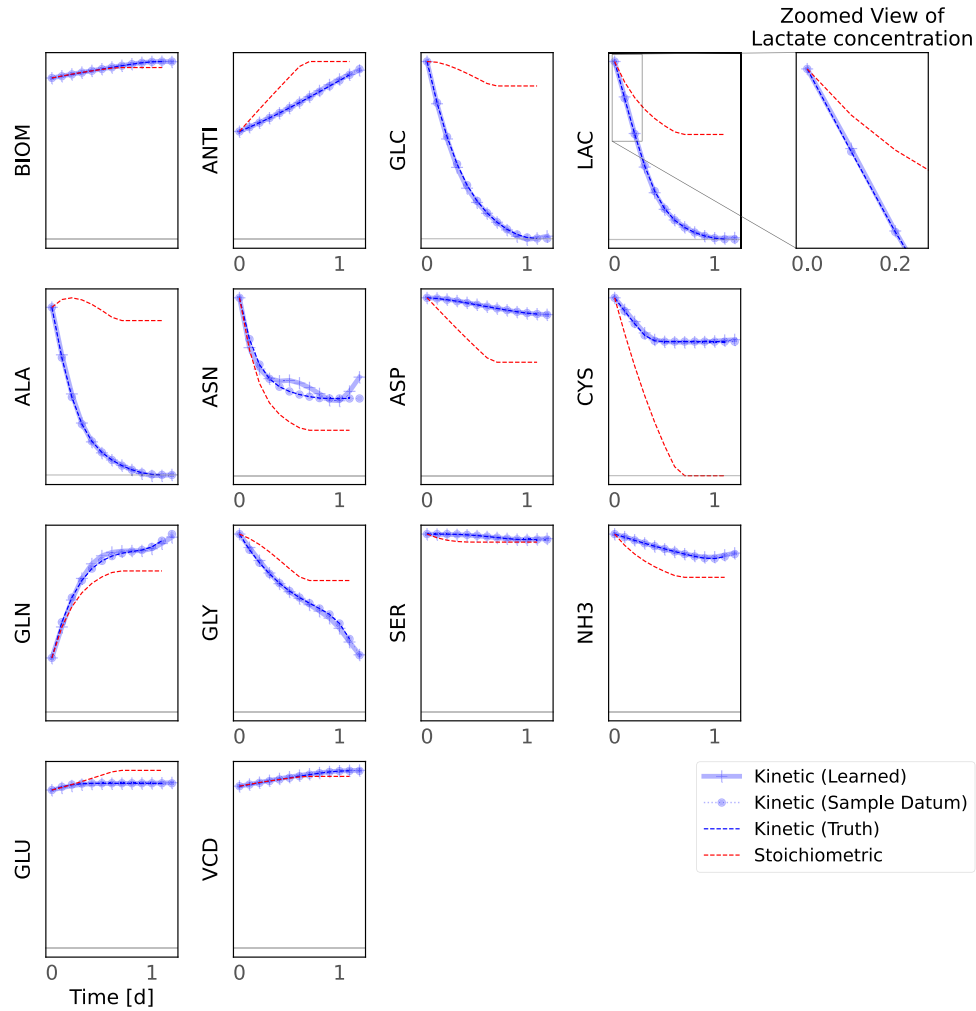 Zoomed View of
Lactate concentration
BIOM
ANTI
GLC
LAC
0 1
0 1
0 1
0.0 0.2
ALA
ASN
ASP
CYS
0 1
0 1
0 1
GLN
GLY
SER
NH3
0 1
0 1
0 1
GLU
VCD
Kinetic (Learned)
Kinetic (Sample Datum)
Kinetic (Truth)
Stoichiometric
0 1
0 1
Time [d]